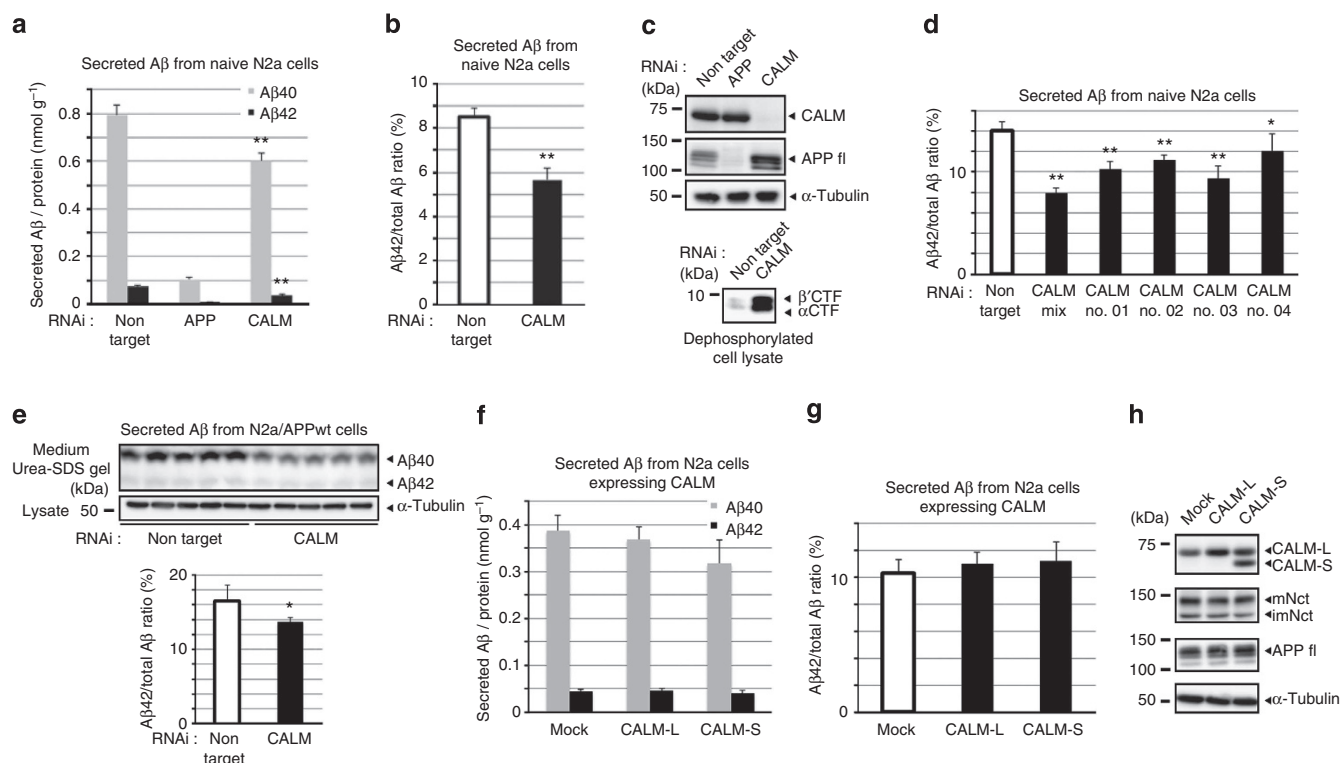 a
Secreted Aβ from naive N2a cells
Aβ40
Aβ42
Secreted Aβ / protein (nmol g⁻¹)
0.8
0.6
0.4
0.2
0
**
**
RNAi :
Non target
APP
CALM
b
Secreted Aβ from
naive N2a cells
Aβ42/total Aβ ratio (%)
10
8
6
4
2
0
**
RNAi :
Non target
CALM
c
RNAi :
Non target
APP
CALM
(kDa)
75
CALM
150
100
APP fl
50
α-Tubulin
RNAi :
Non target
CALM
(kDa)
10
β′CTF
αCTF
Dephosphorylated
cell lysate
d
Secreted Aβ from naive N2a cells
Aβ42/total Aβ ratio (%)
10
0
**
**
**
**
*
RNAi :
Non target
CALM mix
CALM no. 01
CALM no. 02
CALM no. 03
CALM no. 04
e
Secreted Aβ from N2a/APPwt cells
Medium
Urea-SDS gel
(kDa)
Aβ40
Aβ42
Lysate 50
α-Tubulin
RNAi :
Non target
CALM
Aβ42/total Aβ ratio (%)
20
10
0
*
RNAi :
Non target
CALM
f
Secreted Aβ from N2a cells
expressing CALM
Aβ40
Aβ42
Secreted Aβ / protein (nmol g⁻¹)
0.4
0.3
0.2
0.1
0
Mock
CALM-L
CALM-S
g
Secreted Aβ from N2a cells
expressing CALM
Aβ42/total Aβ ratio (%)
10
0
Mock
CALM-L
CALM-S
h
(kDa)
Mock
CALM-L
CALM-S
75
CALM-L
CALM-S
150
mNct
imNct
150
APP fl
100
50
α-Tubulin